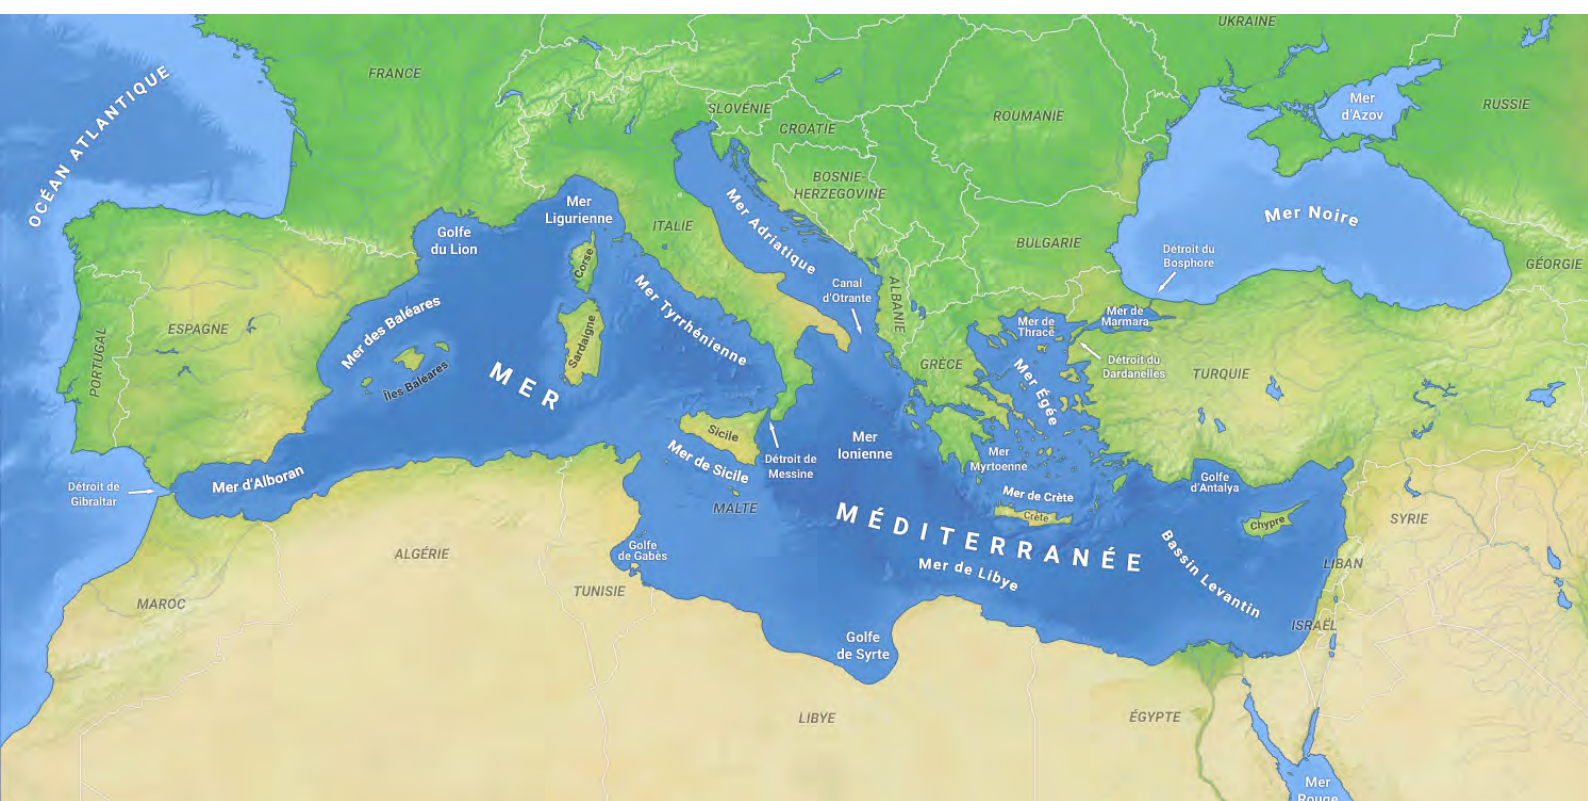 UKRAINE
OCÉAN ATLANTIQUE
FRANCE
SLOVÉNIE
CROATIE
ROUMANIE
Mer
d'Azov
RUSSIE
BOSNIE-
HERZEGOVINE
Mer
Ligurienne
ITALIE
Mer Adriatique
Mer Noire
Golfe
du Lion
BULGARIE
Détroit du
Bosphore
GÉORGIE
Corse
Canal
d'Otrante
ALBANIE
Mer des Baléares
Mer Tyrrhénienne
Mer de
Thrace
Mer de
Marmara
ESPAGNE
PORTUGAL
Sardaigne
GRÈCE
Détroit du
Dardanelles
TURQUIE
Îles Baléares
MER
Mer Égée
Sicile
Mer
Ionienne
Détroit de
Messine
Mer
Myrtoenne
Mer de Sicile
Mer d'Alboran
Détroit de
Gibraltar
MALTE
Mer de Crète
Crète
Golfe
d'Antalya
Chypre
SYRIE
MÉDITERRANÉE
Golfe
de Gabès
ALGÉRIE
Mer de Libye
Bassin Levantin
LIBAN
TUNISIE
MAROC
ISRAËL
Golfe
de Syrte
LIBYE
ÉGYPTE
Mer
Rouge